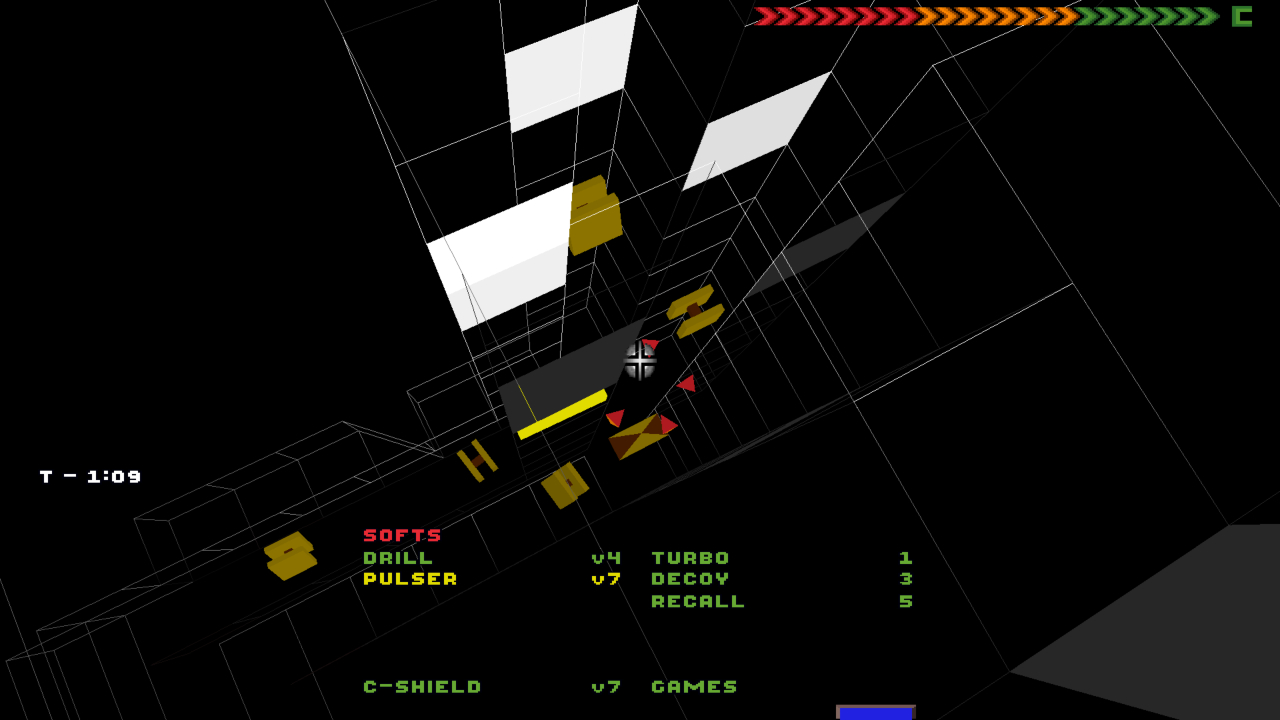 C
T - 1:09
SOFTS
DRILL v4 TURBO 1
PULSER v7 DECOY 3
RECALL 5
C-SHIELD v7 GAMES